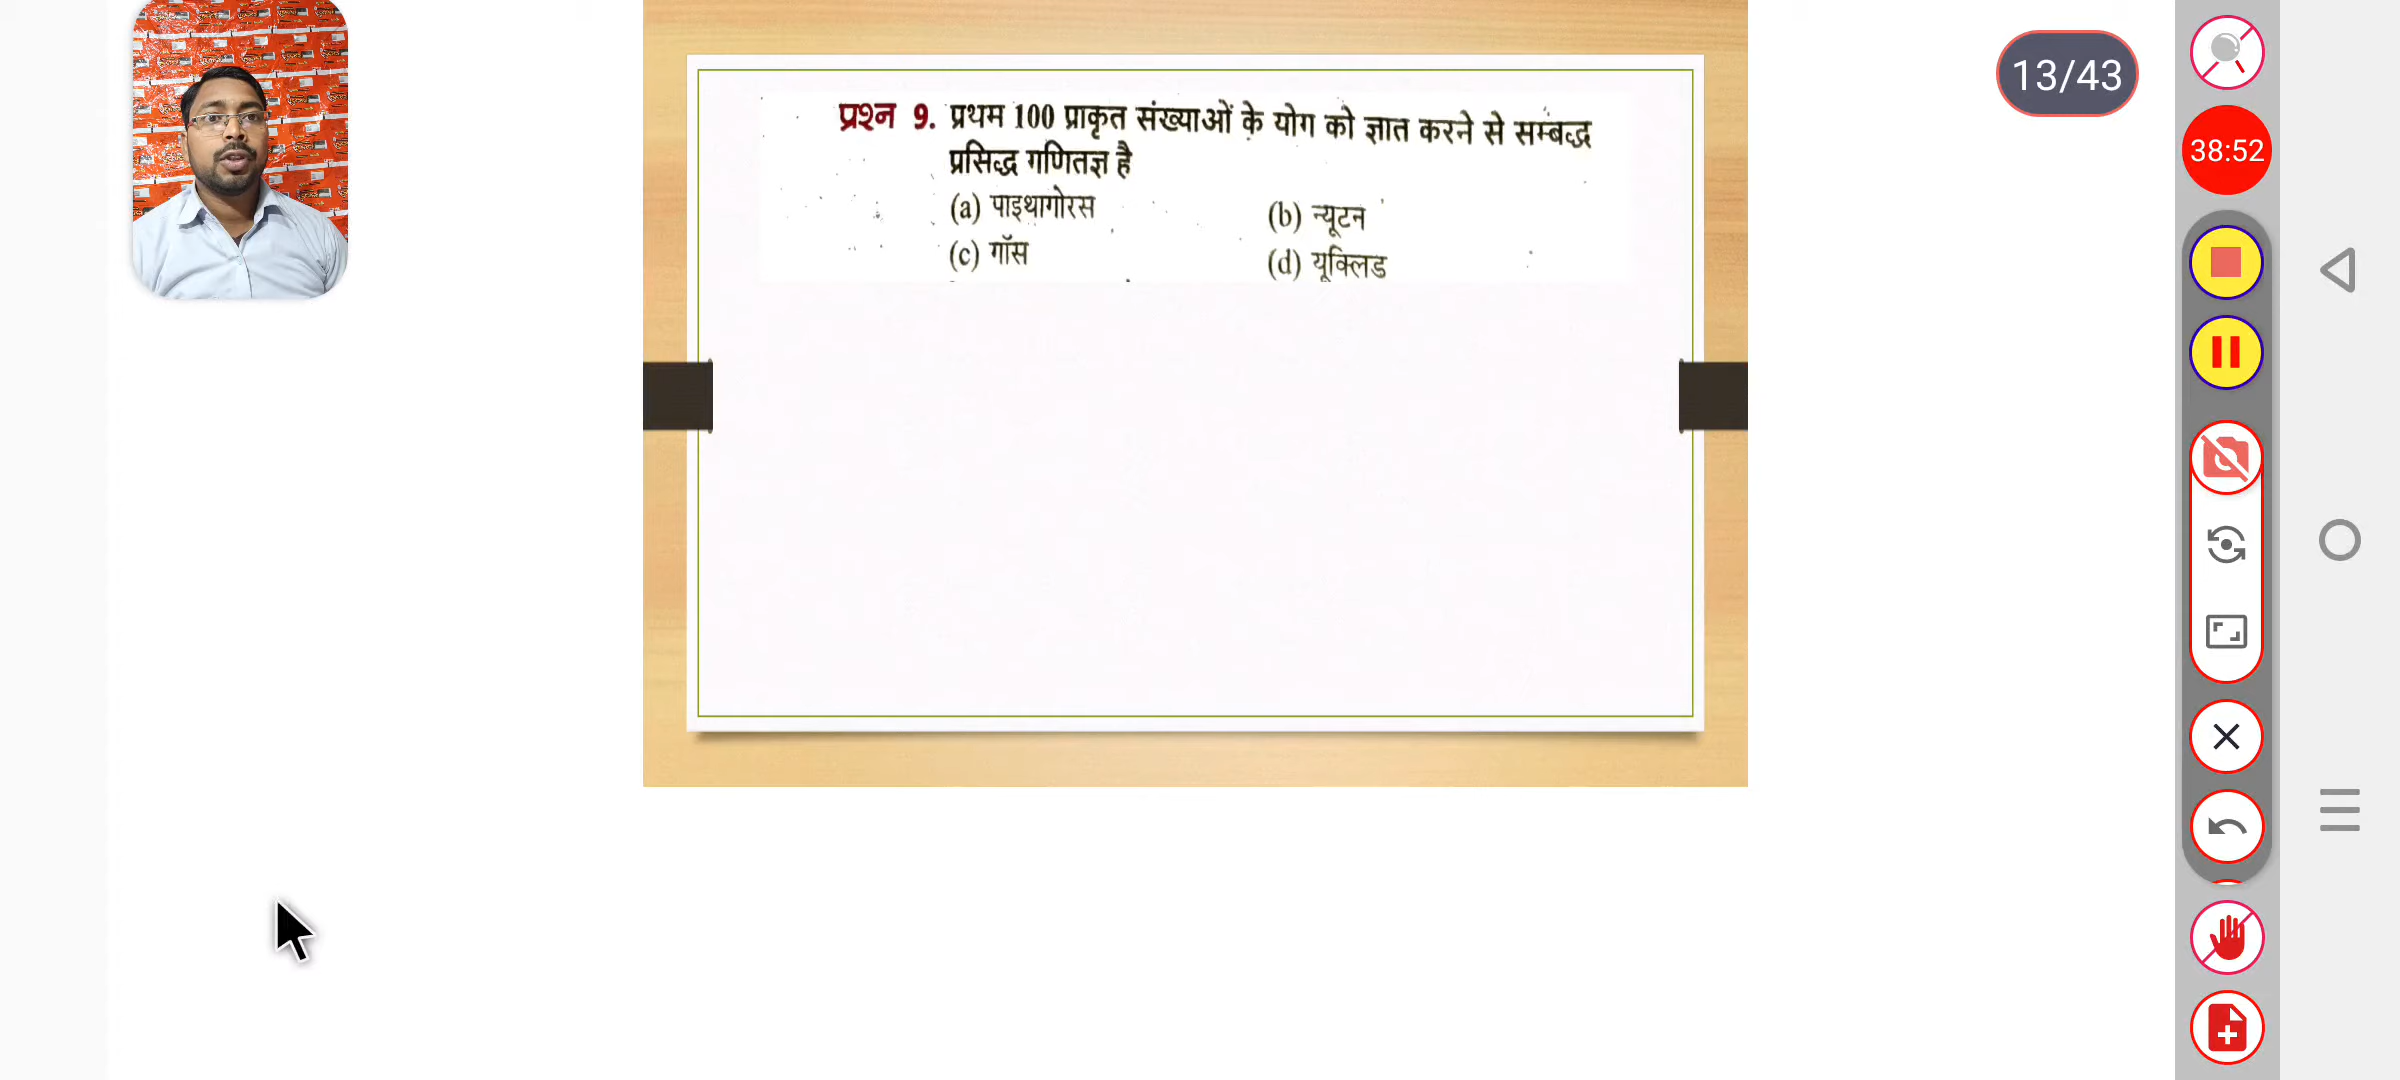 13/43
38:52
प्रश्न 9. प्रथम 100 प्राकृत संख्याओं के योग को ज्ञात करने से सम्बद्ध
प्रसिद्ध गणितज्ञ है
(a) पाइथागोरस (b) न्यूटन
(c) गॉस (d) यूक्लिड